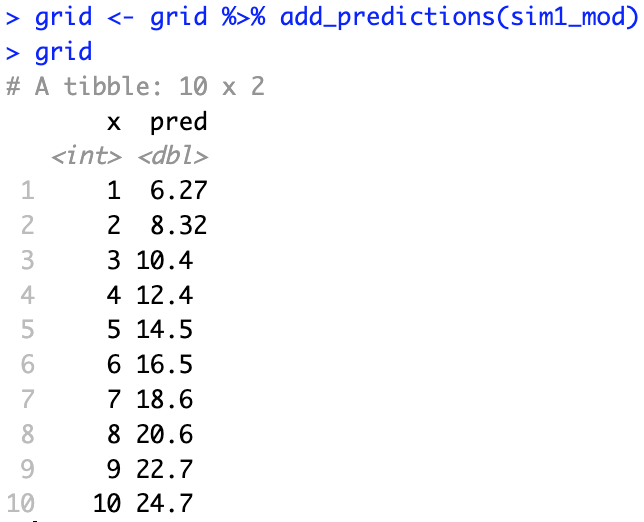 > grid <- grid %>% add_predictions(sim1_mod)
> grid
# A tibble: 10 x 2
x pred
<int> <dbl>
1 1 6.27
2 2 8.32
3 3 10.4
4 4 12.4
5 5 14.5
6 6 16.5
7 7 18.6
8 8 20.6
9 9 22.7
10 10 24.7